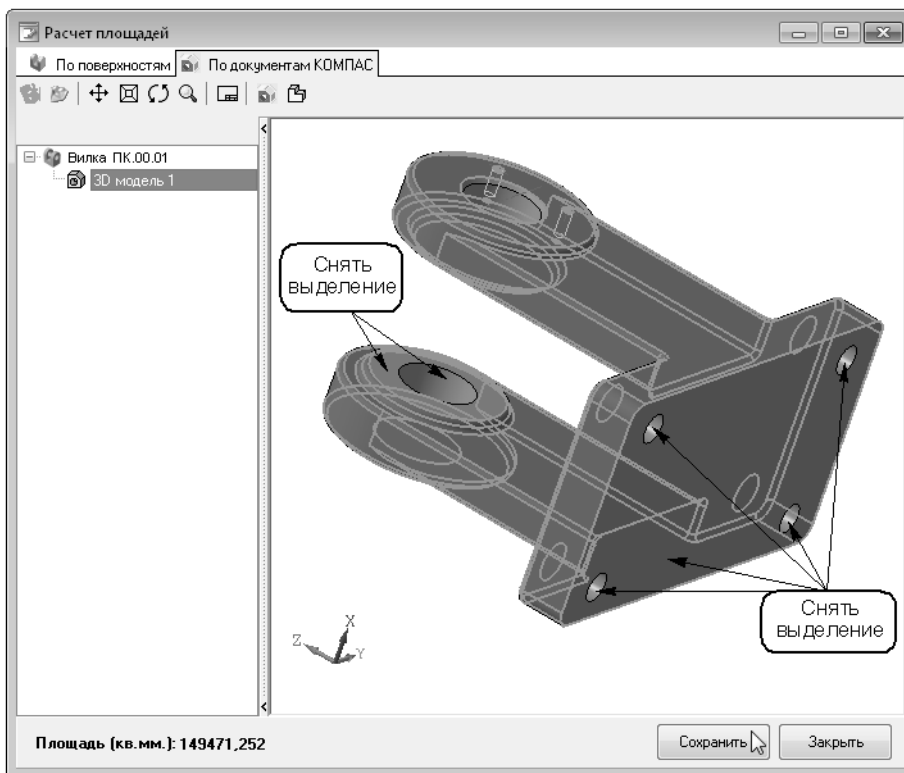 Расчет площадей
По поверхностям По документам КОМПАС
Вилка ПК.00.01
3D модель 1
Снять
выделение
Снять
выделение
X
Z
Y
Площадь (кв.мм.): 149471,252
Сохранить Закрыть